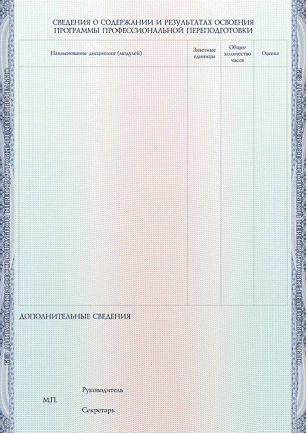 СВЕДЕНИЯ О СОДЕРЖАНИИ И РЕЗУЛЬТАТАХ ОСВОЕНИЯ
ПРОГРАММЫ ПРОФЕССИОНАЛЬНОЙ ПЕРЕПОДГОТОВКИ
Наименование дисциплин (модулей)
Зачетные
единицы
Общее
количество
часов
Оценка
ДОПОЛНИТЕЛЬНЫЕ СВЕДЕНИЯ
Руководитель
М.П.
Секретарь